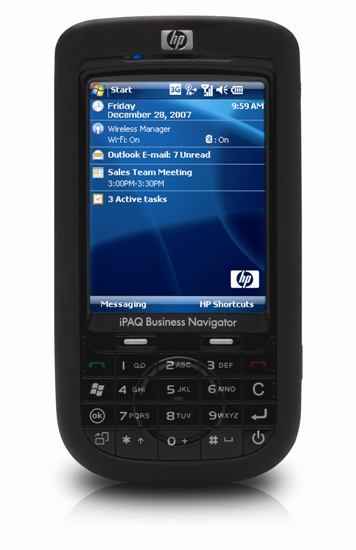 hp
Start 3G
Friday 9:59 AM
December 28, 2007
Wireless Manager
Wi-Fi: On : On
Outlook E-mail: 7 Unread
Sales Team Meeting
3:00PM-3:30PM
3 Active tasks
hp
Messaging HP Shortcuts
iPAQ Business Navigator
1 2 ABC 3 DEF
4 GHI 5 JKL 6 MNO C
ok 7 PQRS 8 TUV 9 WXYZ
* 0 + #